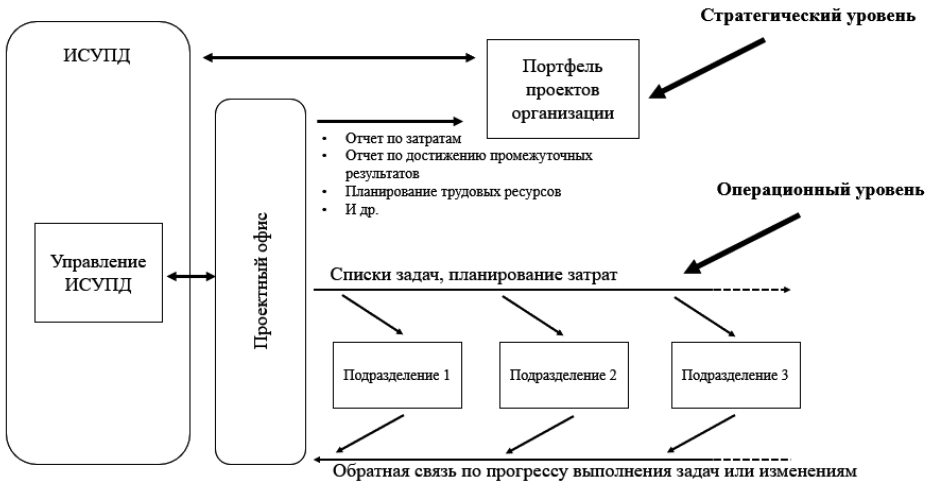 Стратегический уровень
ИСУПД
Портфель
проектов
организации
• Отчет по затратам
• Отчет по достижению промежуточных
результатов
• Планирование трудовых ресурсов
• И др.
Операционный уровень
Управление
ИСУПД
Проектный офис
Списки задач, планирование затрат
Подразделение 1
Подразделение 2
Подразделение 3
Обратная связь по прогрессу выполнения задач или изменениям